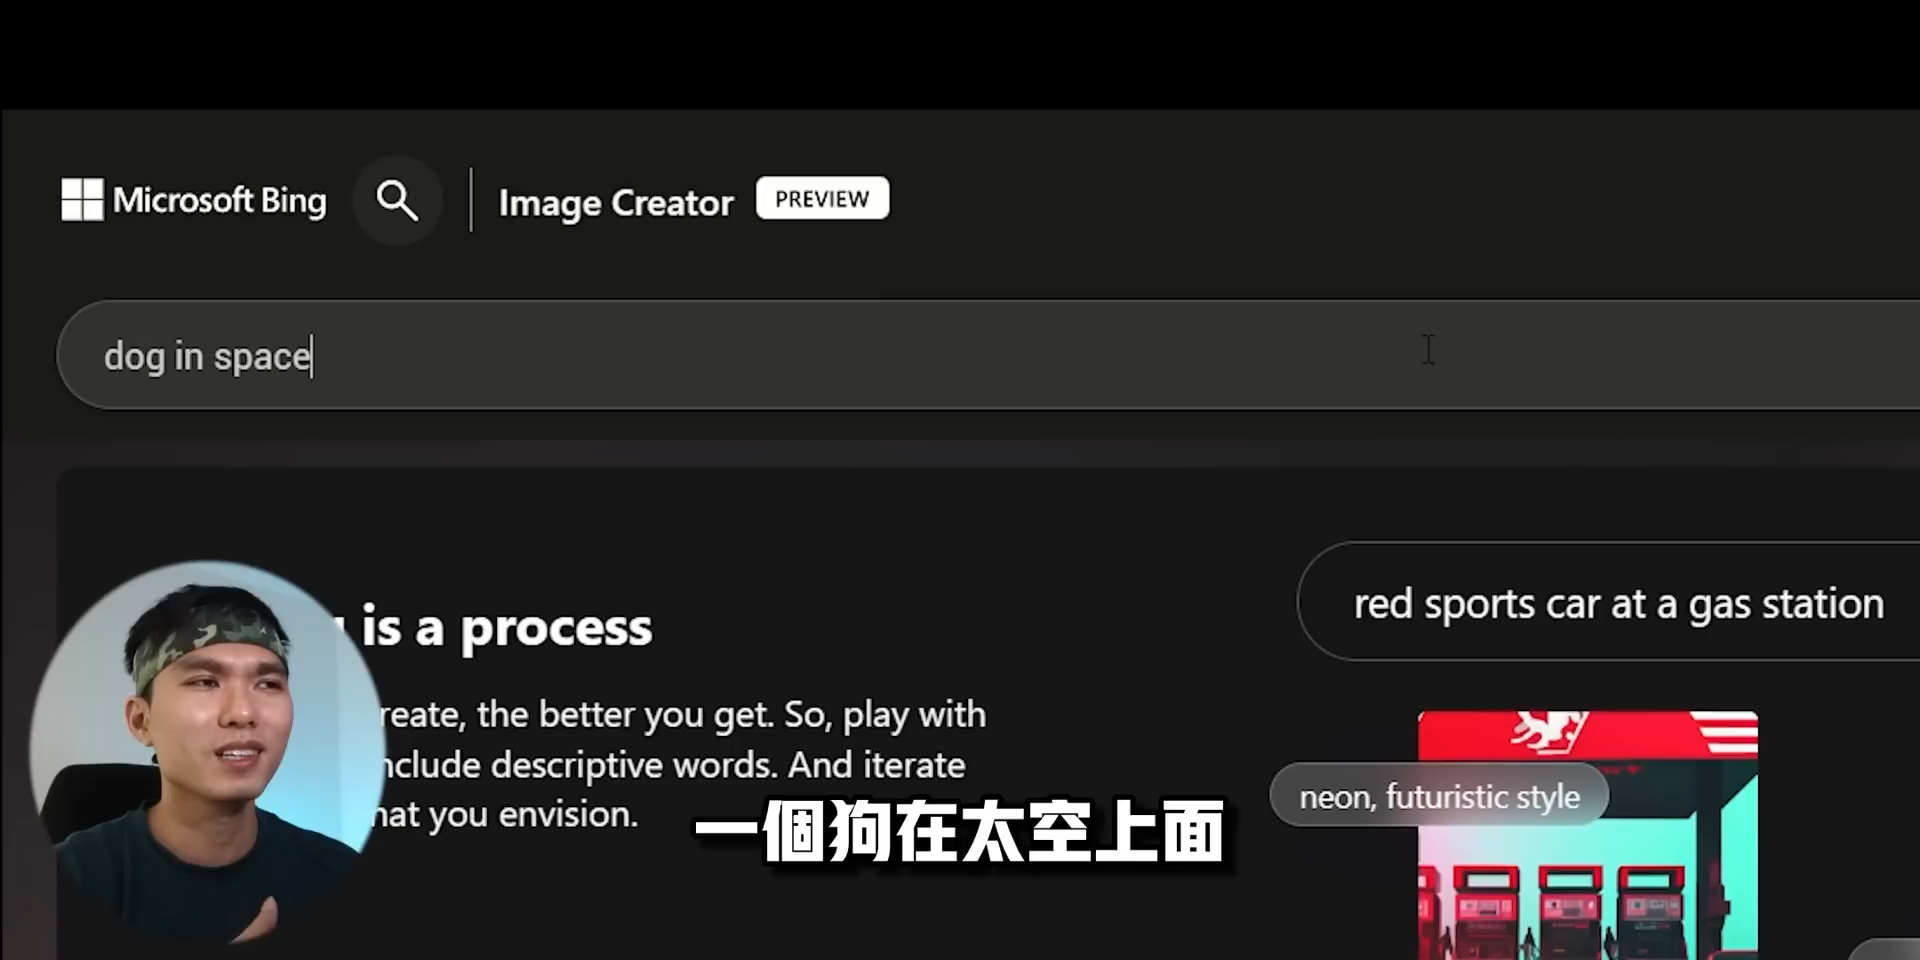 Microsoft Bing
Image Creator
PREVIEW
dog in space
is a process
reate, the better you get. So, play with
nclude descriptive words. And iterate
hat you envision.
red sports car at a gas station
neon, futuristic style
一個狗在太空上面